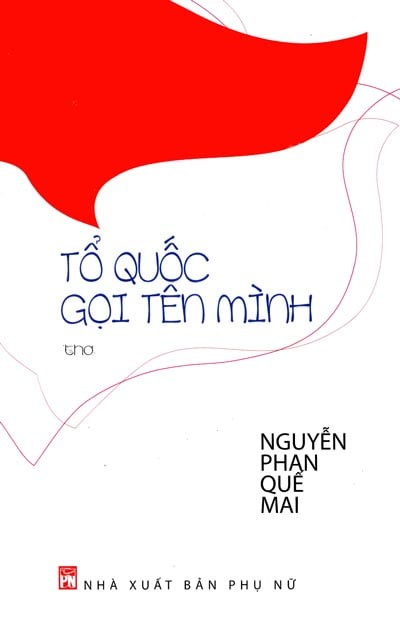 TỔ QUỐC
GỌI TÊN MÌNH
thơ
NGUYỄN
PHAN
QUẾ
MAI
PN
NHÀ XUẤT BẢN PHỤ NỮ